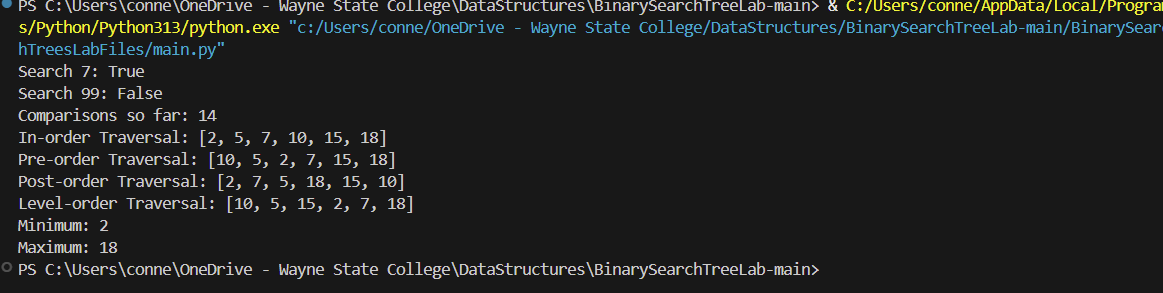 PS C:\Users\conne\OneDrive - Wayne State College\DataStructures\BinarySearchTreeLab-main> & C:/Users/conne/AppData/Local/Program
s/Python/Python313/python.exe "c:/Users/conne/OneDrive - Wayne State College/DataStructures/BinarySearchTreeLab-main/BinarySearc
hTreesLabFiles/main.py"
Search 7: True
Search 99: False
Comparisons so far: 14
In-order Traversal: [2, 5, 7, 10, 15, 18]
Pre-order Traversal: [10, 5, 2, 7, 15, 18]
Post-order Traversal: [2, 7, 5, 18, 15, 10]
Level-order Traversal: [10, 5, 15, 2, 7, 18]
Minimum: 2
Maximum: 18
PS C:\Users\conne\OneDrive - Wayne State College\DataStructures\BinarySearchTreeLab-main>